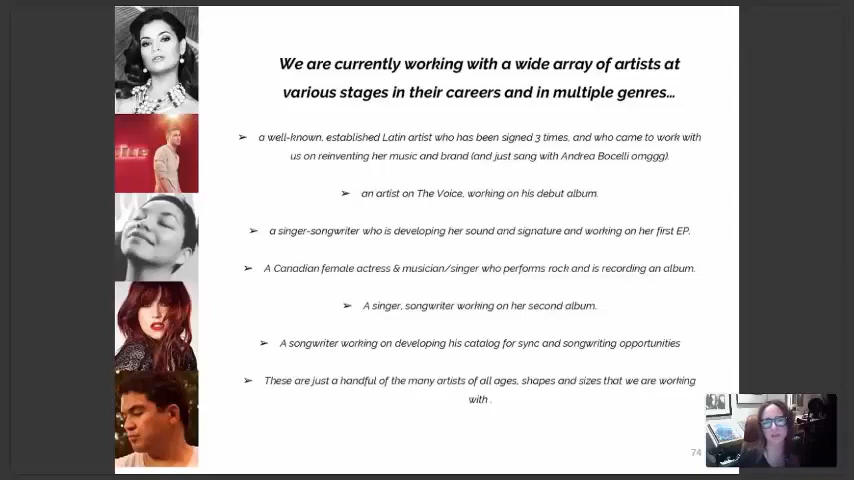 We are currently working with a wide array of artists at
various stages in their careers and in multiple genres...
➢ a well-known, established Latin artist who has been signed 3 times, and who came to work with
us on reinventing her music and brand (and just sang with Andrea Bocelli omggg).
➢ an artist on The Voice, working on his debut album.
➢ a singer-songwriter who is developing her sound and signature and working on her first EP.
➢ A Canadian female actress & musician/singer who performs rock and is recording an album.
➢ A singer, songwriter working on her second album.
➢ A songwriter working on developing his catalog for sync and songwriting opportunities
➢ These are just a handful of the many artists of all ages, shapes and sizes that we are working
with .
74